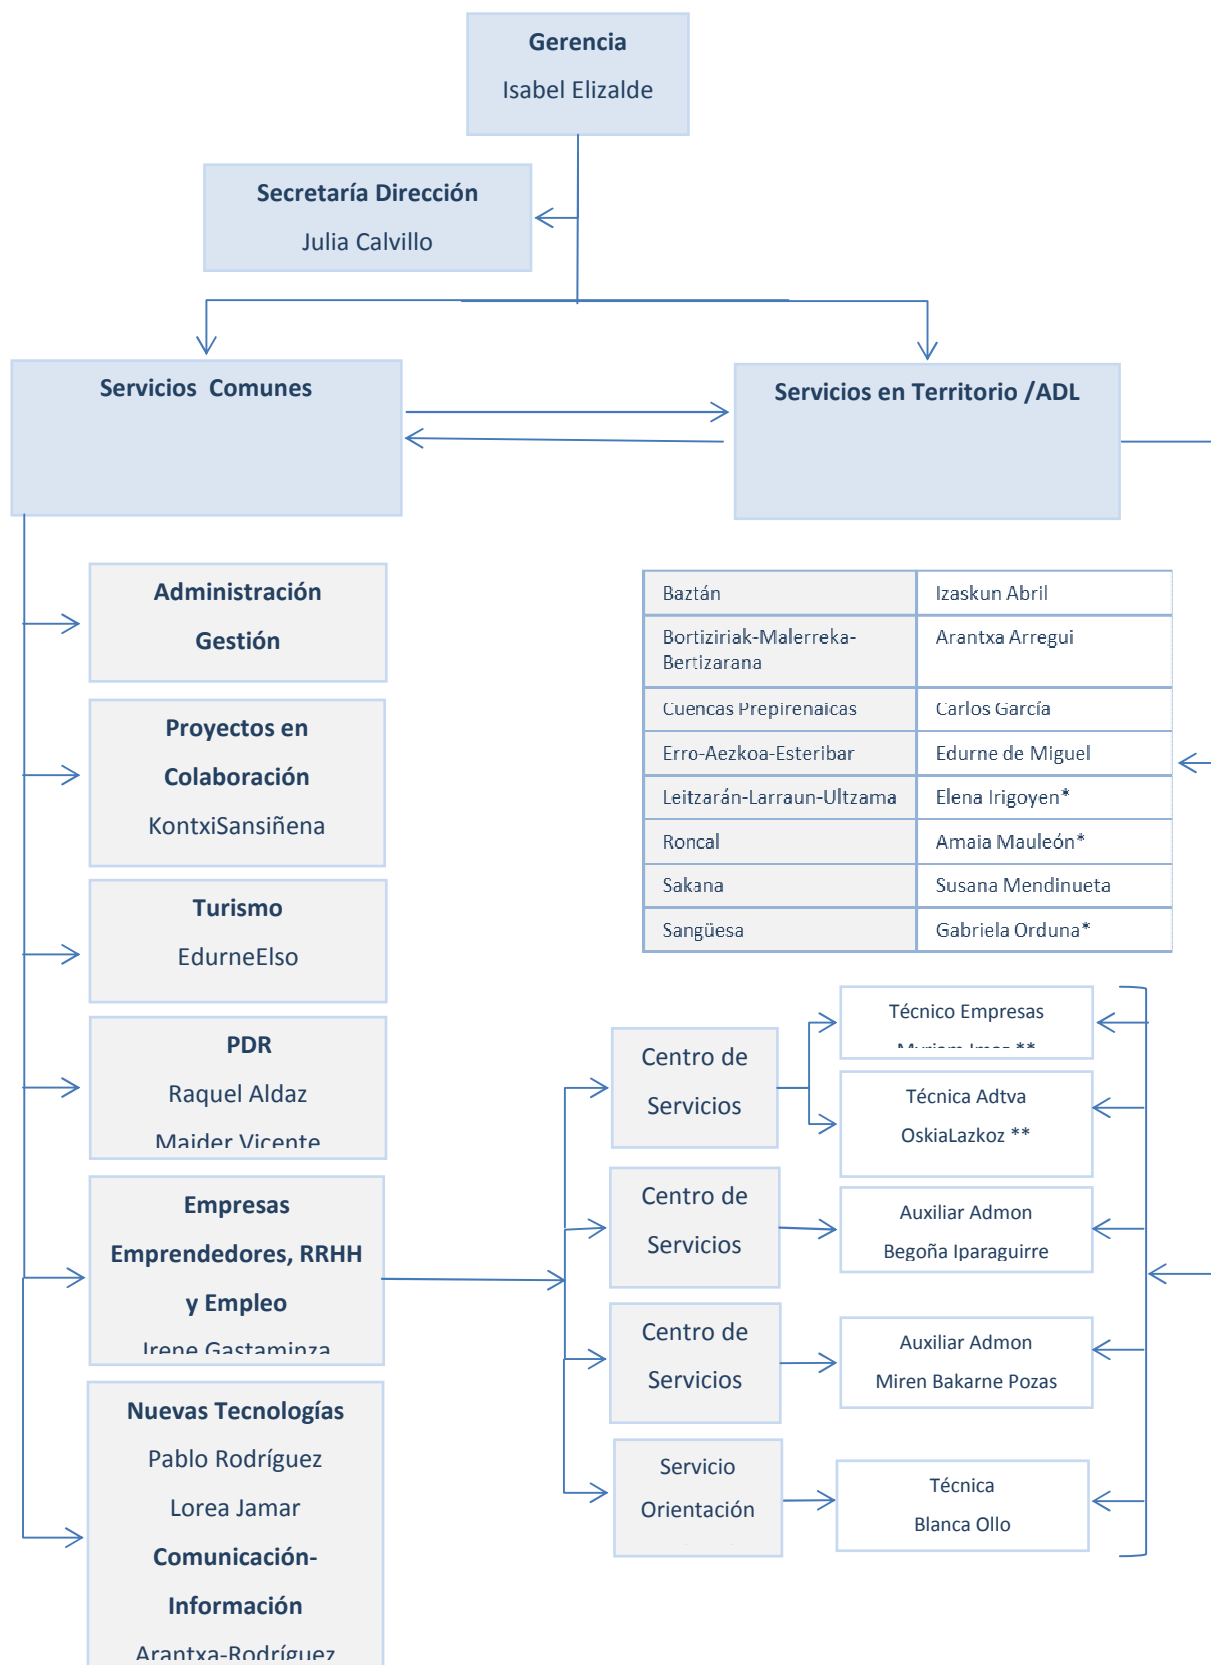 Gerencia
Isabel Elizalde
Secretaría Dirección
Julia Calvillo
Servicios Comunes
Servicios en Territorio /ADL
Administración
Gestión
Proyectos en
Colaboración
KontxiSansiñena
Turismo
EdurneElso
PDR
Raquel Aldaz
Maider Vicente
Empresas
Emprendedores, RRHH
y Empleo
Irene Gastaminza
Nuevas Tecnologías
Pablo Rodríguez
Lorea Jamar
Comunicación-
Información
Arantxa-Rodríguez
Baztán Izaskun Abril
Bortiziriak-Malerreka- Arantxa Arregui
Bertizarana
Cuencas Prepirenaicas Carlos García
Erro-Aezkoa-Esteribar Edurne de Miguel
Leitzarán-Larraun-Ultzama Elena Irigoyen*
Roncal Amaia Mauleón*
Sakana Susana Mendinueta
Sangüesa Gabriela Orduna*
Centro de
Servicios
Técnico Empresas
Myriam Imaz **
Técnica Adtva
OskiaLazkoz **
Centro de
Servicios
Auxiliar Admon
Begoña Iparaguirre
Centro de
Servicios
Auxiliar Admon
Miren Bakarne Pozas
Servicio
Orientación
Técnica
Blanca Ollo